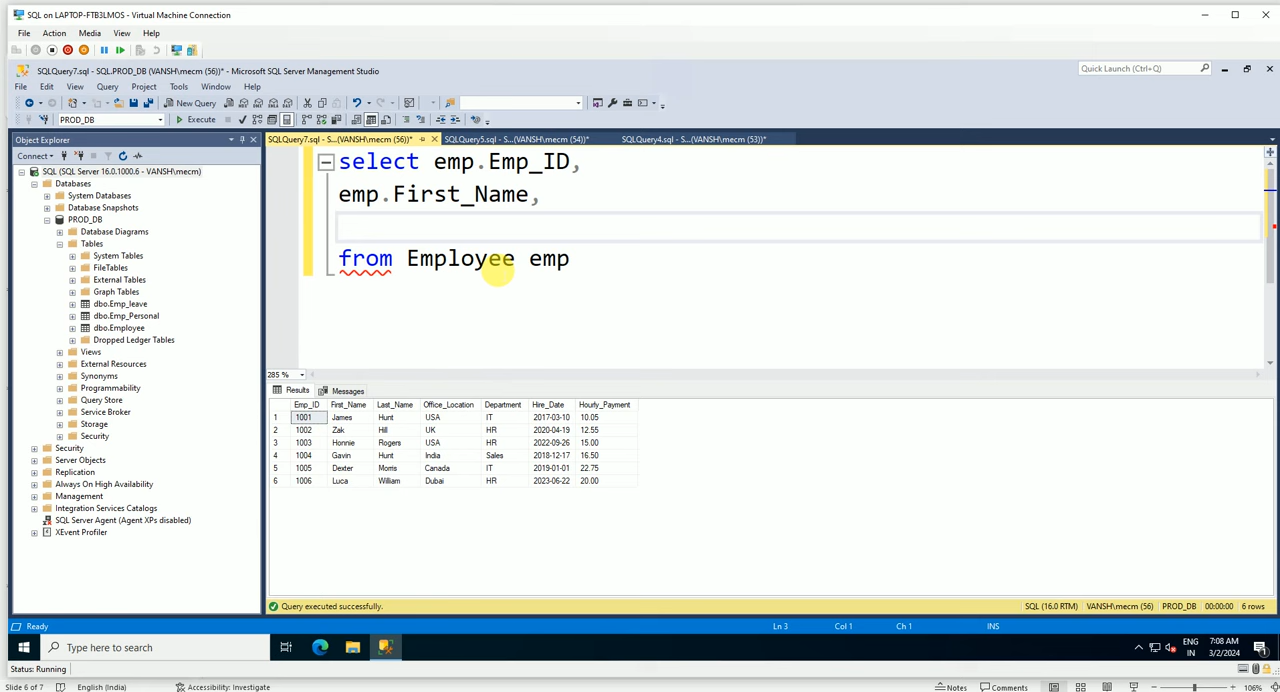 SQL on LAPTOP-FTB3LMOS - Virtual Machine Connection
File Action Media View Help
SQLQuery7.sql - SQL.PROD_DB (VANSH\mecm (56))* - Microsoft SQL Server Management Studio
Quick Launch (Ctrl+Q)
File Edit View Query Project Tools Window Help
New Query
PROD_DB Execute
Object Explorer
SQLQuery7.sql - S...(VANSH\mecm (56))* SQLQuery5.sql - S...(VANSH\mecm (54))* SQLQuery4.sql - S...(VANSH\mecm (53))*
Connect
SQL (SQL Server 16.0.1000.6 - VANSH\mecm)
Databases
System Databases
Database Snapshots
PROD_DB
Database Diagrams
Tables
System Tables
FileTables
External Tables
Graph Tables
dbo.Emp_leave
dbo.Emp_Personal
dbo.Employee
Dropped Ledger Tables
Views
External Resources
Synonyms
Programmability
Query Store
Service Broker
Storage
Security
Security
Server Objects
Replication
Always On High Availability
Management
Integration Services Catalogs
SQL Server Agent (Agent XPs disabled)
XEvent Profiler
select emp.Emp_ID,
emp.First_Name,
from Employee emp
285 %
Results Messages
Emp_ID First_Name Last_Name Office_Location Department Hire_Date Hourly_Payment
1 1001 James Hunt USA IT 2017-03-10 10.05
2 1002 Zak Hill UK HR 2020-04-19 12.55
3 1003 Honnie Rogers USA HR 2022-09-26 15.00
4 1004 Gavin Hunt India Sales 2018-12-17 16.50
5 1005 Dexter Morris Canada IT 2019-01-01 22.75
6 1006 Luca William Dubai HR 2023-06-22 20.00
Query executed successfully. SQL (16.0 RTM) VANSH\mecm (56) PROD_DB 00:00:00 6 rows
Ready Ln 3 Col 1 Ch 1 INS
Type here to search
ENG
IN
7:08 AM
3/2/2024
1
Status: Running
Slide 6 of 7 English (India) Accessibility: Investigate Notes Comments 106%